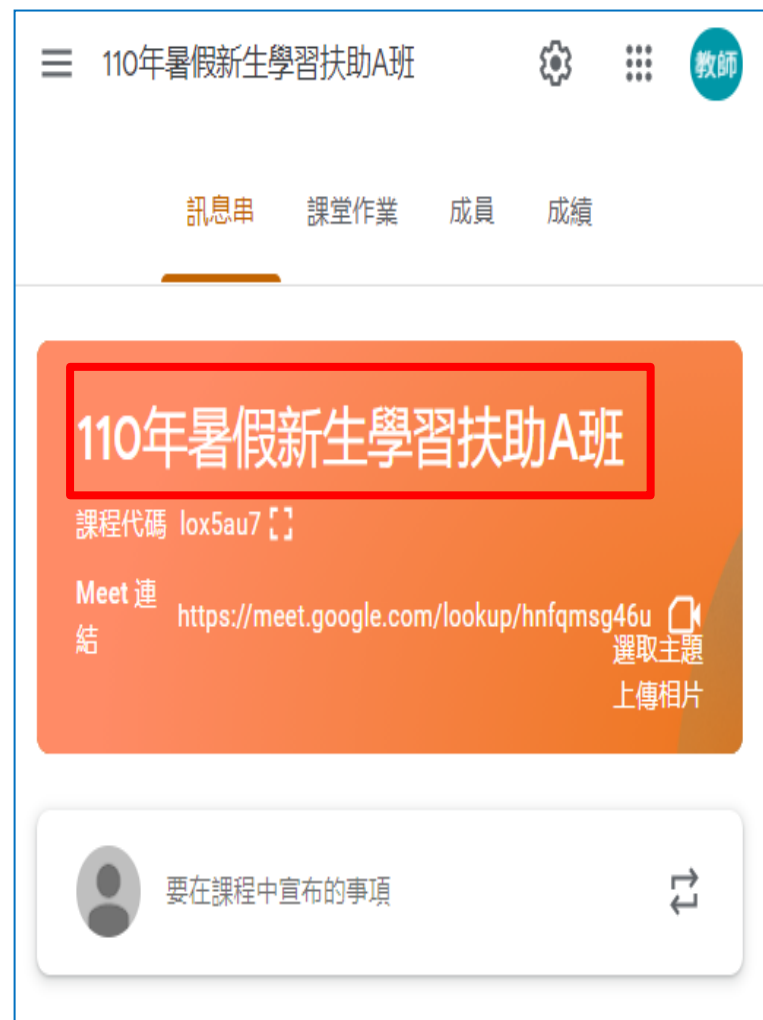 110年暑假新生學習扶助A班
教師
訊息串 課堂作業 成員 成績
110年暑假新生學習扶助A班
課程代碼 lox5au7
Meet 連
結
https://meet.google.com/lookup/hnfqmsg46u
選取主題
上傳相片
要在課程中宣布的事項